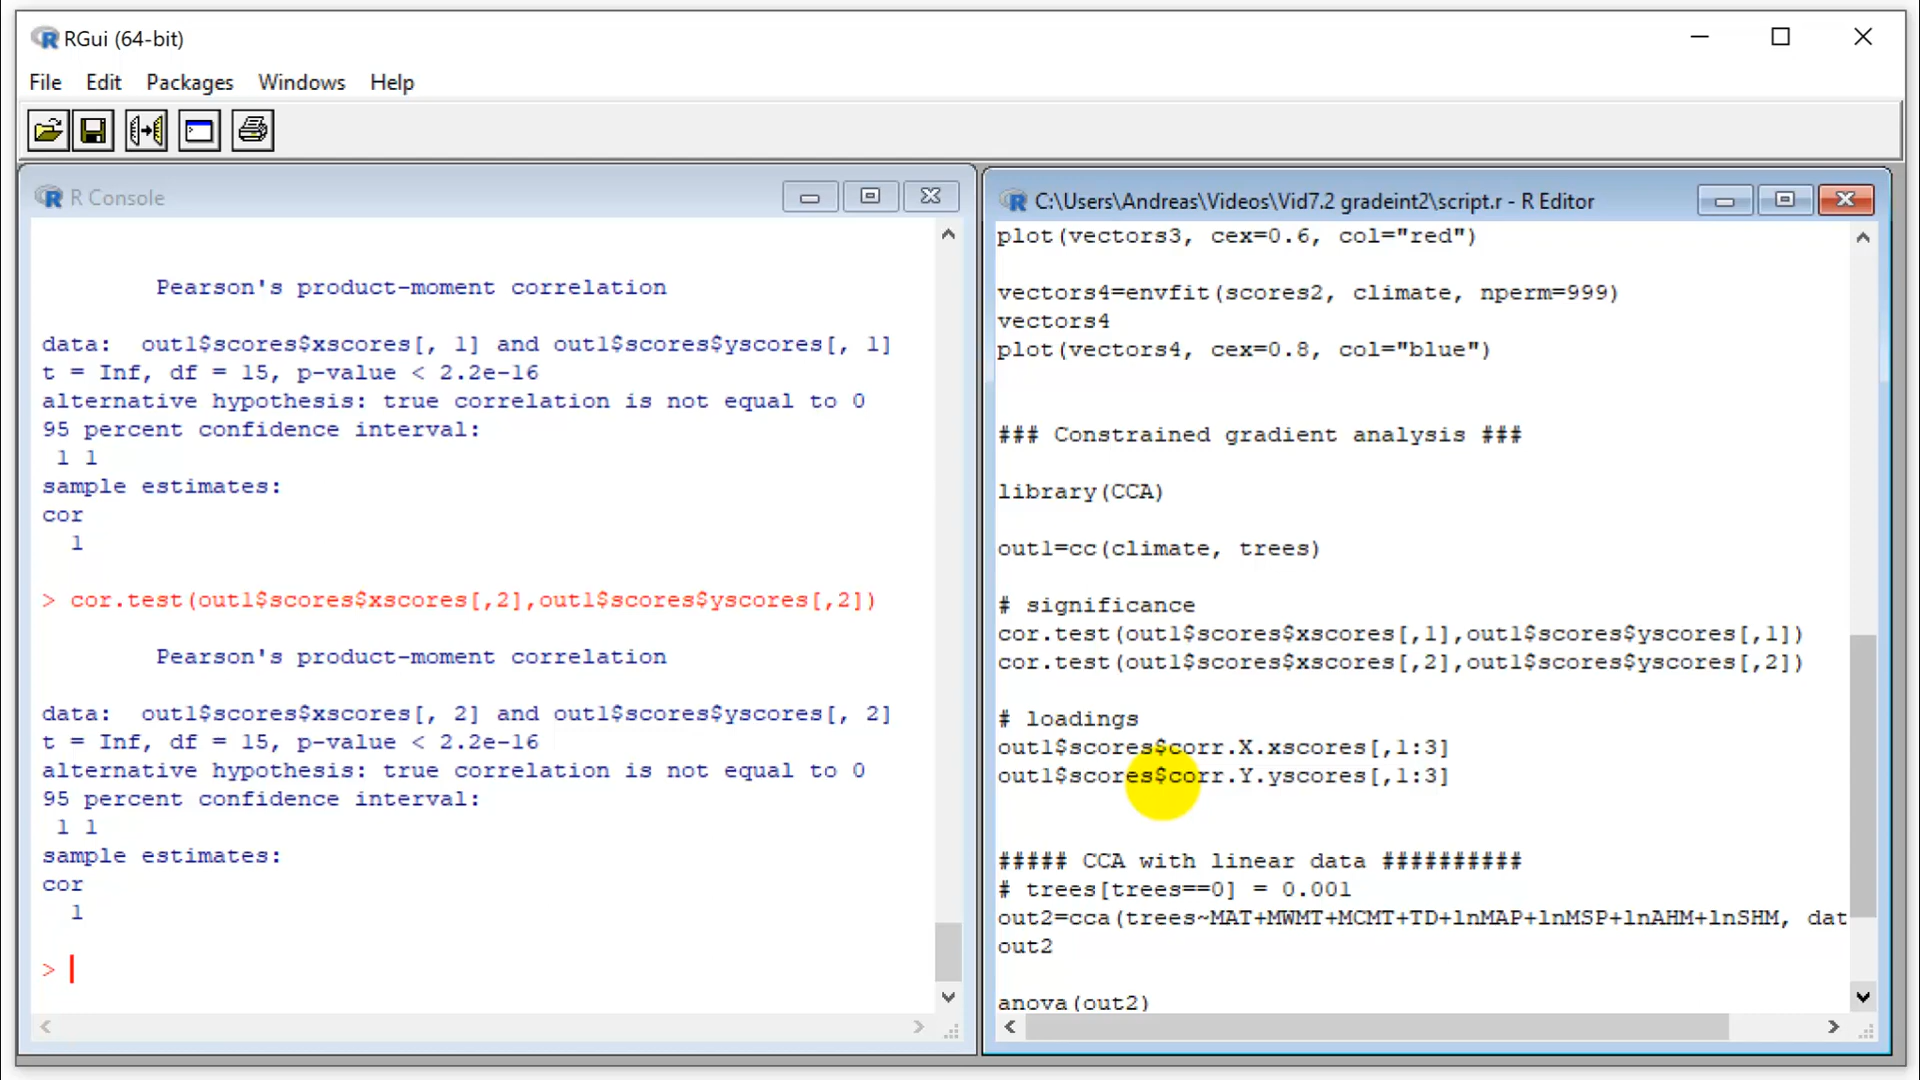 RGui (64-bit)
File Edit Packages Windows Help
R Console
Pearson's product-moment correlation
data:  out1$scores$xscores[, 1] and out1$scores$yscores[, 1]
t = Inf, df = 15, p-value < 2.2e-16
alternative hypothesis: true correlation is not equal to 0
95 percent confidence interval:
 1 1
sample estimates:
cor
  1
> cor.test(out1$scores$xscores[,2],out1$scores$yscores[,2])
Pearson's product-moment correlation
data:  out1$scores$xscores[, 2] and out1$scores$yscores[, 2]
t = Inf, df = 15, p-value < 2.2e-16
alternative hypothesis: true correlation is not equal to 0
95 percent confidence interval:
 1 1
sample estimates:
cor
  1
>
C:\Users\Andreas\Videos\Vid7.2 gradeint2\script.r - R Editor
plot(vectors3, cex=0.6, col="red")
vectors4=envfit(scores2, climate, nperm=999)
vectors4
plot(vectors4, cex=0.8, col="blue")
### Constrained gradient analysis ###
library(CCA)
out1=cc(climate, trees)
# significance
cor.test(out1$scores$xscores[,1],out1$scores$yscores[,1])
cor.test(out1$scores$xscores[,2],out1$scores$yscores[,2])
# loadings
out1$scores$corr.X.xscores[,1:3]
out1$scores$corr.Y.yscores[,1:3]
##### CCA with linear data ##########
# trees[trees==0] = 0.001
out2=cca(trees~MAT+MWMT+MCMT+TD+lnMAP+lnMSP+lnAHM+lnSHM, dat
out2
anova(out2)